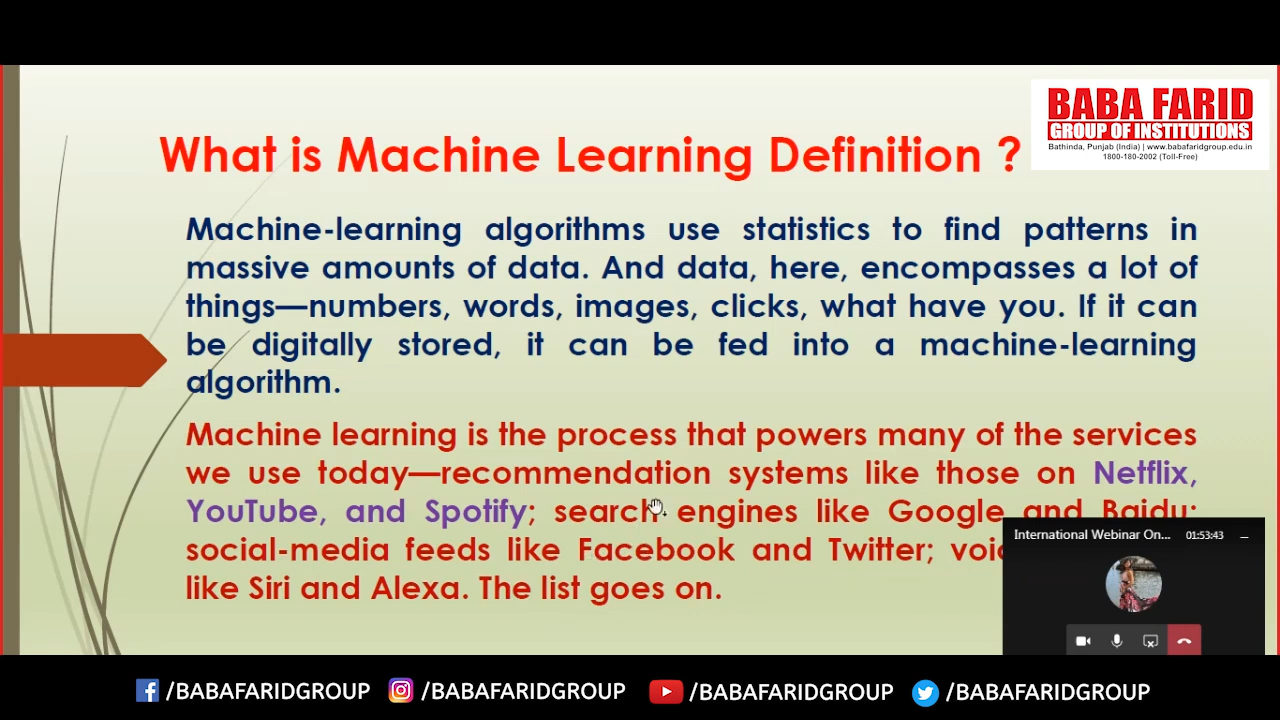 BABA FARID
GROUP OF INSTITUTIONS
Bathinda, Punjab (India) | www.babafaridgroup.edu.in
1800-180-2002 (Toll-Free)
What is Machine Learning Definition ?
Machine-learning algorithms use statistics to find patterns in
massive amounts of data. And data, here, encompasses a lot of
things—numbers, words, images, clicks, what have you. If it can
be digitally stored, it can be fed into a machine-learning
algorithm.
Machine learning is the process that powers many of the services
we use today—recommendation systems like those on Netflix,
YouTube, and Spotify; search engines like Google and Baidu;
social-media feeds like Facebook and Twitter;
like Siri and Alexa. The list goes on.
International Webinar On... 01:53:43
/BABAFARIDGROUP /BABAFARIDGROUP /BABAFARIDGROUP /BABAFARIDGROUP